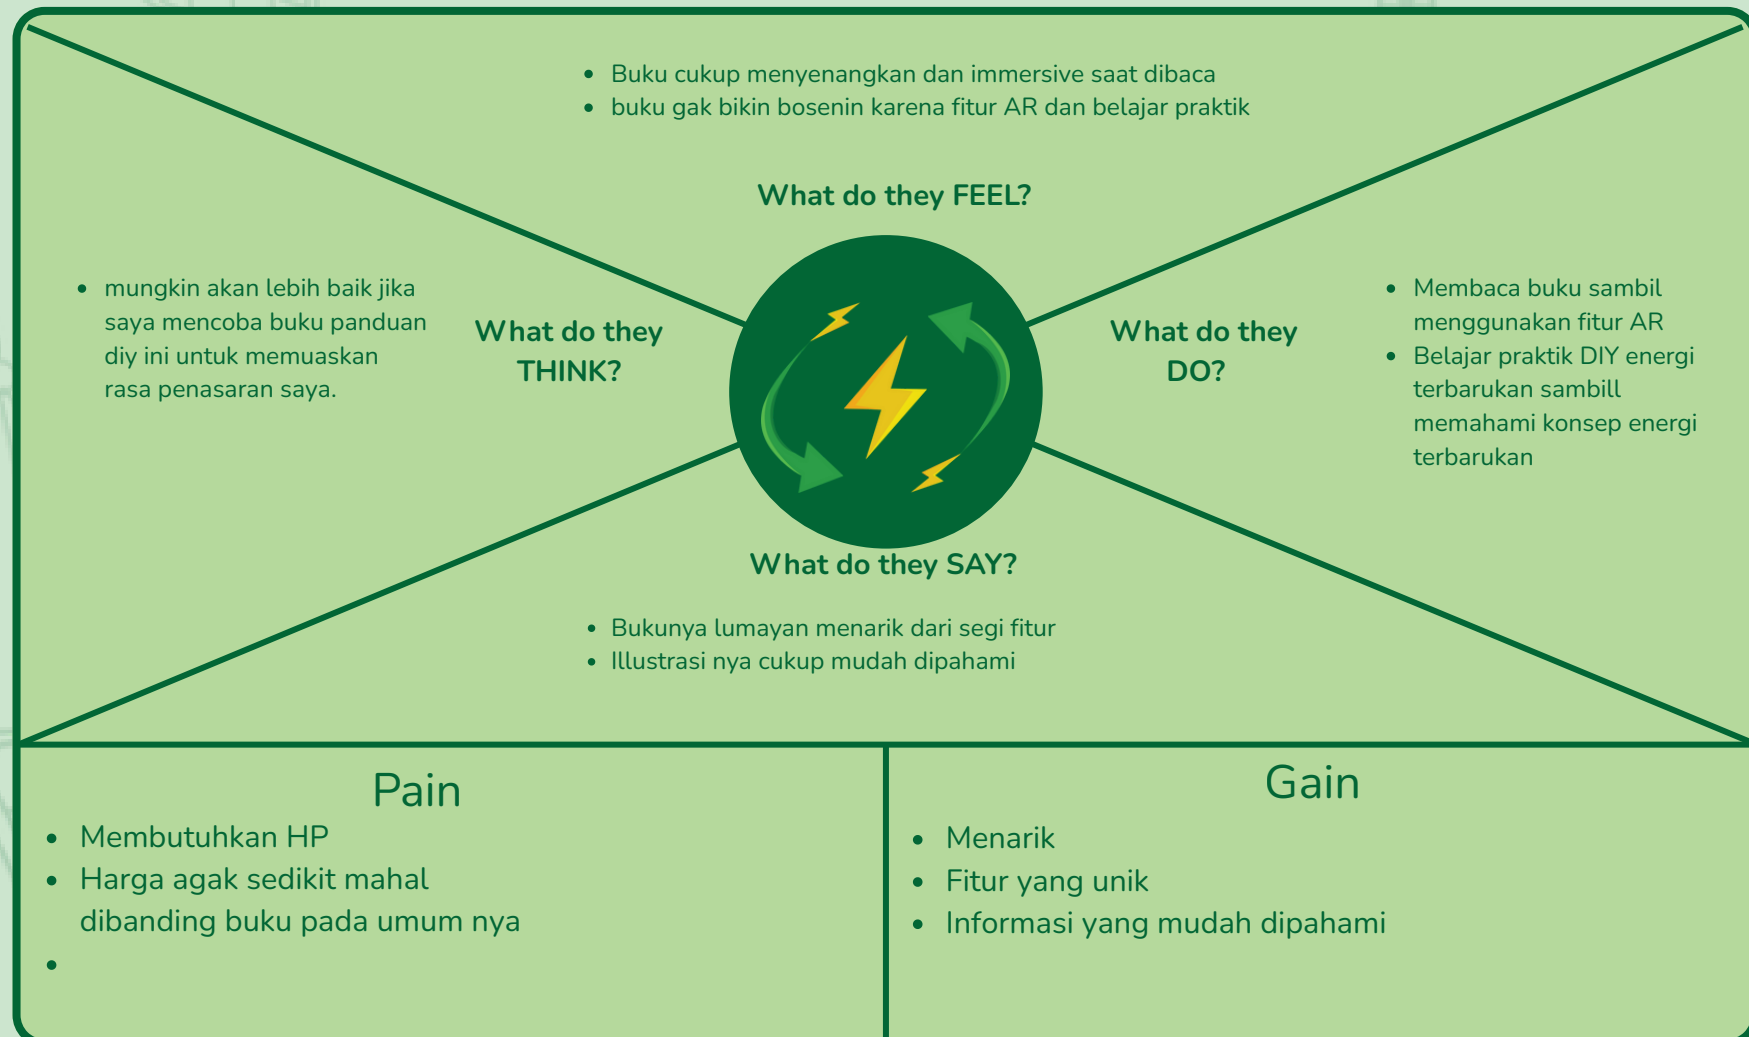 • Buku cukup menyenangkan dan immersive saat dibaca
• buku gak bikin bosenin karena fitur AR dan belajar praktik
What do they FEEL?
• mungkin akan lebih baik jika
saya mencoba buku panduan
diy ini untuk memuaskan
rasa penasaran saya.
What do they
THINK?
What do they
DO?
• Membaca buku sambil
menggunakan fitur AR
• Belajar praktik DIY energi
terbarukan sambill
memahami konsep energi
terbarukan
What do they SAY?
• Bukunya lumayan menarik dari segi fitur
• Illustrasi nya cukup mudah dipahami
Pain
• Membutuhkan HP
• Harga agak sedikit mahal
dibanding buku pada umum nya
•
Gain
• Menarik
• Fitur yang unik
• Informasi yang mudah dipahami